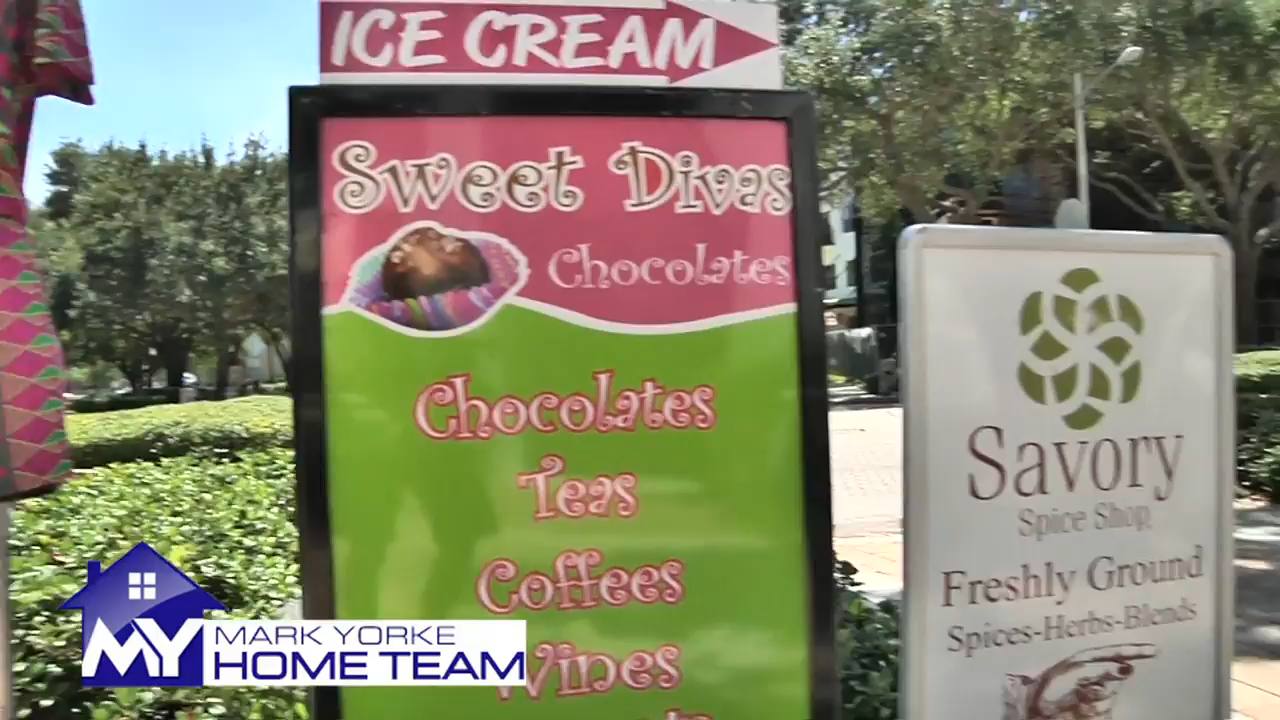 ICE CREAM
Sweet Divas
Chocolates
Chocolates
Teas
Coffees
Wines
Savory
Spice Shop
Freshly Ground
Spices-Herbs-Blends
MY
MARK YORKE
HOME TEAM